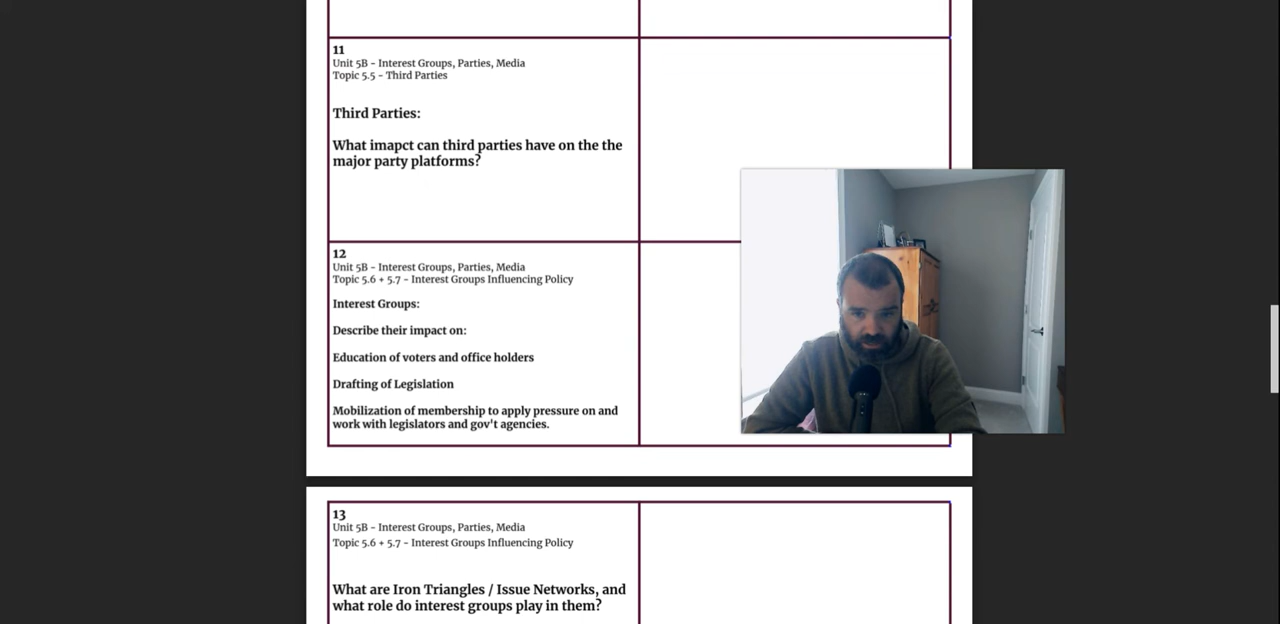 11
Unit 5B - Interest Groups, Parties, Media
Topic 5.5 - Third Parties
Third Parties:
What imapct can third parties have on the the
major party platforms?
12
Unit 5B - Interest Groups, Parties, Media
Topic 5.6 + 5.7 - Interest Groups Influencing Policy
Interest Groups:
Describe their impact on:
Education of voters and office holders
Drafting of Legislation
Mobilization of membership to apply pressure on and
work with legislators and gov't agencies.
13
Unit 5B - Interest Groups, Parties, Media
Topic 5.6 + 5.7 - Interest Groups Influencing Policy
What are Iron Triangles / Issue Networks, and
what role do interest groups play in them?